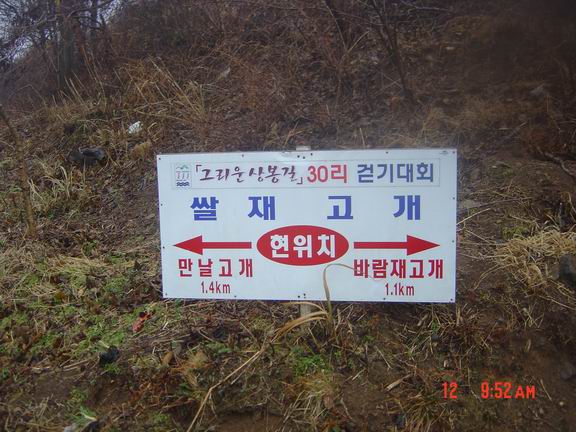 「그리운 상봉길」 30리 걷기대회
쌀재고개
현위치
만날고개 바람재고개
1.4km 1.1km
12 9:52 AM